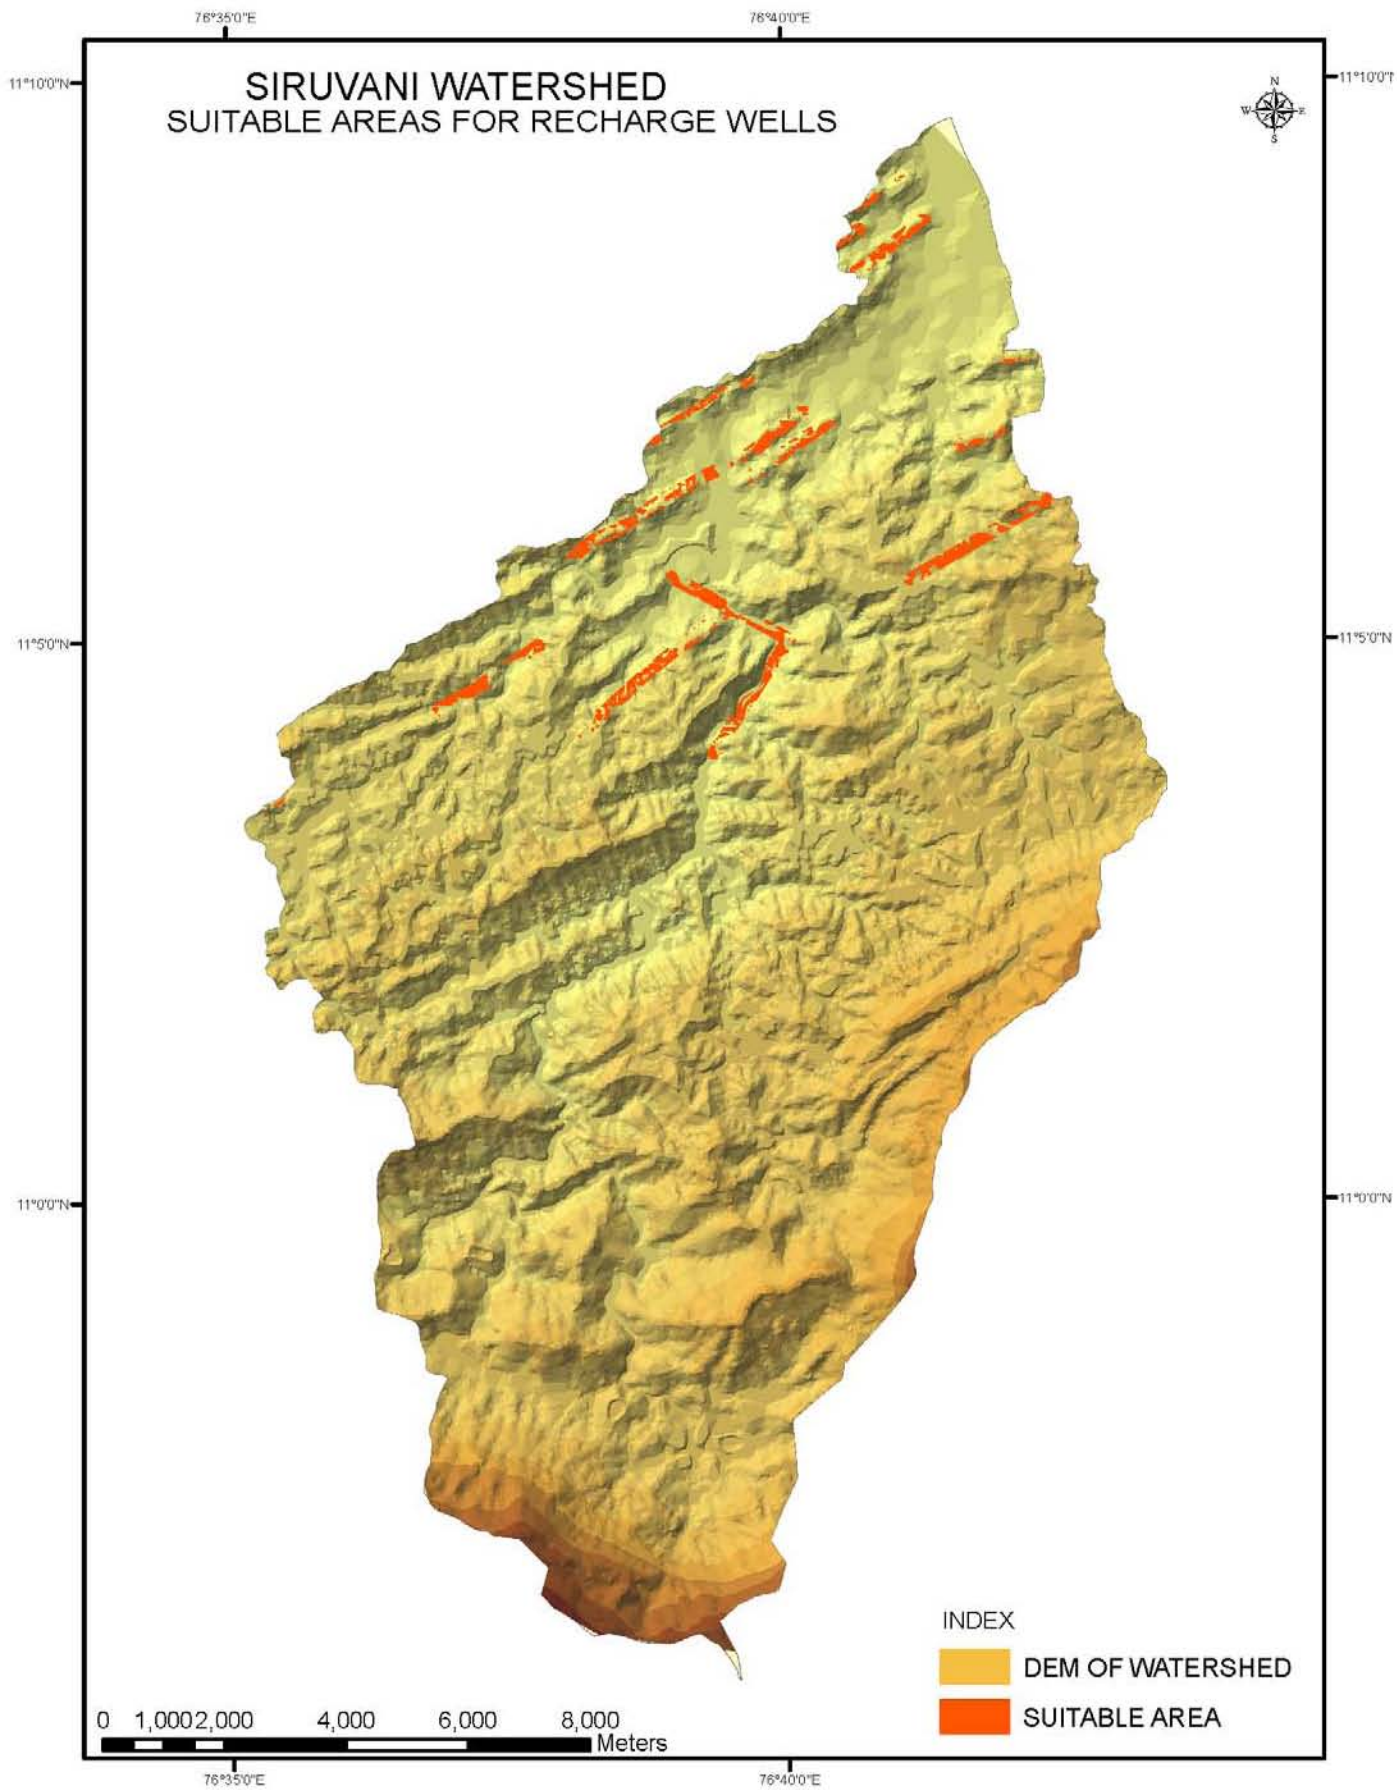 76°35'0"E 76°40'0"E
11°10'0"N 11°10'0"N
SIRUVANI WATERSHED
SUITABLE AREAS FOR RECHARGE WELLS
N
W E
S
11°5'0"N 11°5'0"N
11°0'0"N 11°0'0"N
INDEX
DEM OF WATERSHED
SUITABLE AREA
0 1,000 2,000 4,000 6,000 8,000
Meters
76°35'0"E 76°40'0"E